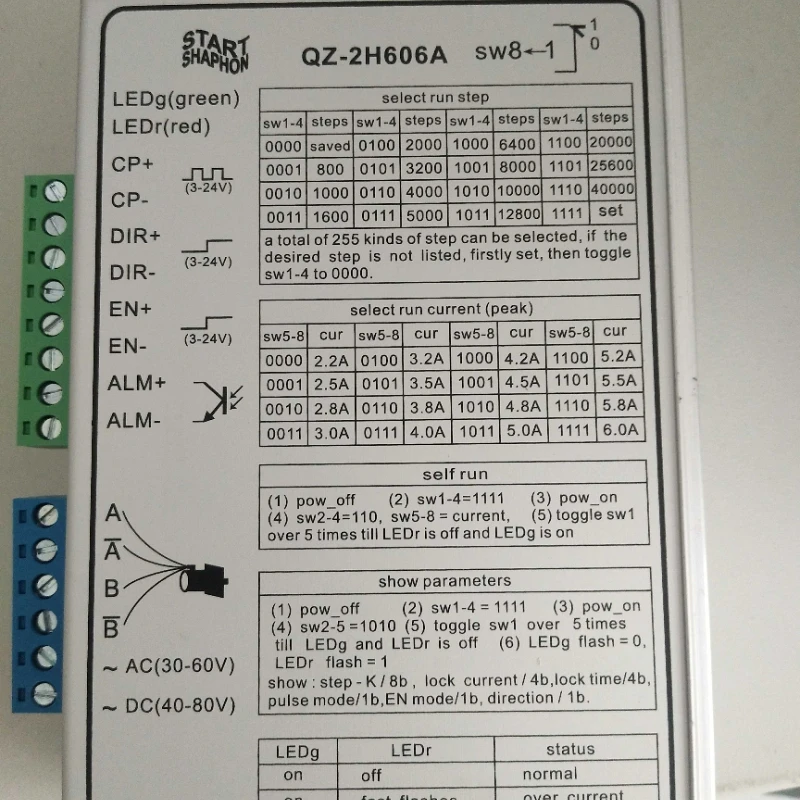 START SHAPHON
QZ-2H606A
sw8←1
1
0
LEDg(green)
LEDr(red)
CP+
(3-24V)
CP-
DIR+
(3-24V)
DIR-
EN+
(3-24V)
EN-
ALM+
ALM-
A
A̅
B
B̅
~ AC(30-60V)
~ DC(40-80V)
select run step
sw1-4 steps sw1-4 steps sw1-4 steps sw1-4 steps
0000 saved 0100 2000 1000 6400 1100 20000
0001 800 0101 3200 1001 8000 1101 25600
0010 1000 0110 4000 1010 10000 1110 40000
0011 1600 0111 5000 1011 12800 1111 set
a total of 255 kinds of step can be selected, if the
desired step is not listed, firstly set, then toggle
sw1-4 to 0000.
select run current (peak)
sw5-8 cur sw5-8 cur sw5-8 cur sw5-8 cur
0000 2.2A 0100 3.2A 1000 4.2A 1100 5.2A
0001 2.5A 0101 3.5A 1001 4.5A 1101 5.5A
0010 2.8A 0110 3.8A 1010 4.8A 1110 5.8A
0011 3.0A 0111 4.0A 1011 5.0A 1111 6.0A
self run
(1) pow_off (2) sw1-4=1111 (3) pow_on
(4) sw2-4=110, sw5-8 = current, (5) toggle sw1
over 5 times till LEDr is off and LEDg is on
show parameters
(1) pow_off (2) sw1-4 = 1111 (3) pow_on
(4) sw2-5 =1010 (5) toggle sw1 over 5 times
till LEDg and LEDr is off (6) LEDg flash = 0,
LEDr flash = 1
show : step - K / 8b , lock current / 4b,lock time/4b,
pulse mode/1b,EN mode/1b, direction / 1b.
LEDg LEDr status
on off normal
on fast flashes over current